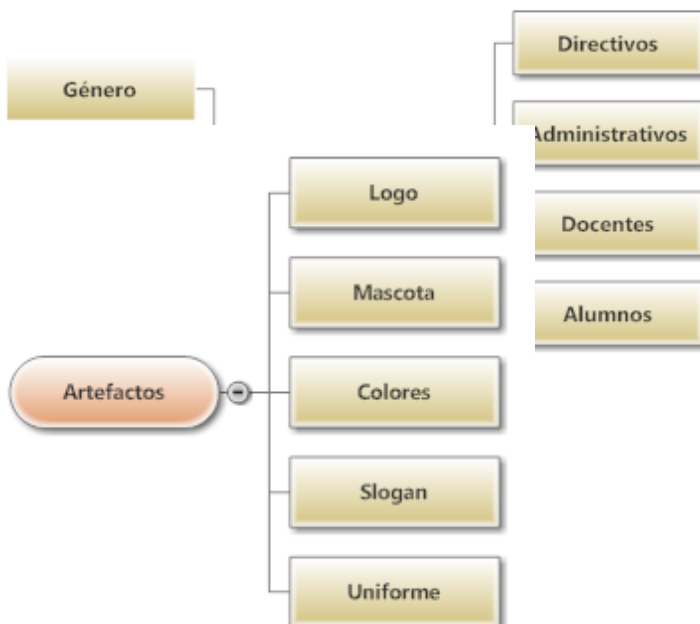 Género
Directivos
Administrativos
Docentes
Alumnos
Artefactos
Logo
Mascota
Colores
Slogan
Uniforme